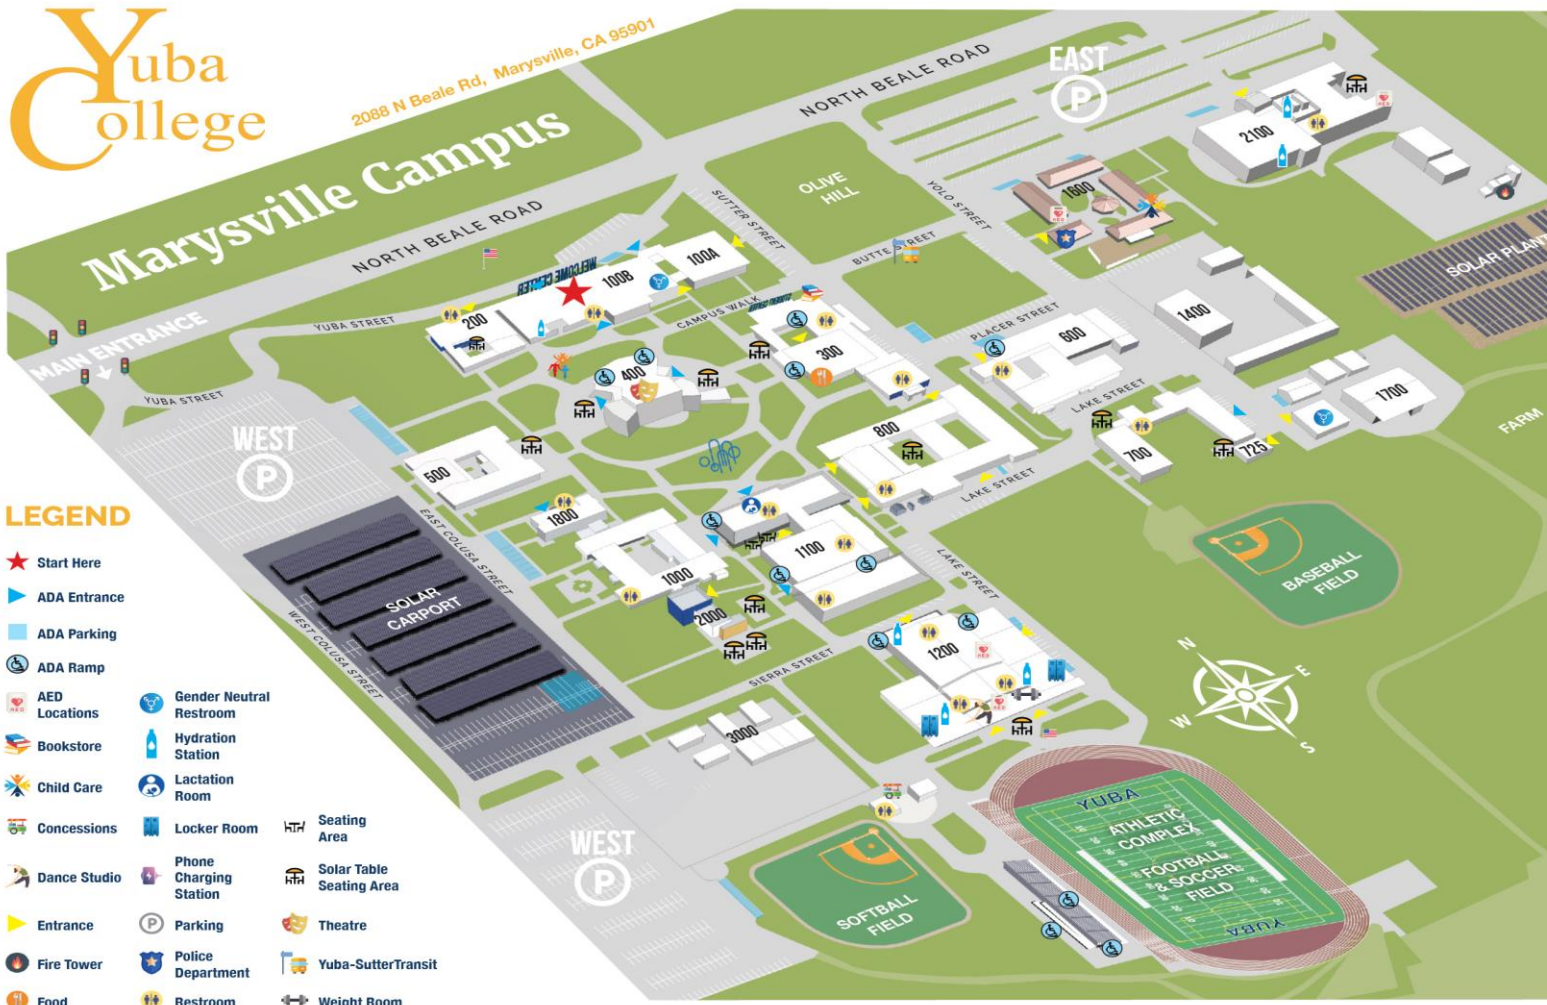 Yuba
College
2088 N Beale Rd, Marysville, CA 95901
Marysville Campus
NORTH BEALE ROAD
NORTH BEALE ROAD
EAST
P
2100
AED
OLIVE
HILL
YOLO STREET
1600
AED
SUTTER STREET
BUTTE STREET
SOLAR PLANT
WELCOME CENTER
100B
100A
200
YUBA STREET
CAMPUS WALK
MAIN ENTRANCE
YUBA STREET
300
400
PLACER STREET
600
1400
LAKE STREET
1700
FARM
WEST
P
500
800
700
725
LAKE STREET
1800
EAST COLUSA STREET
1000
1100
LAKE STREET
BASEBALL
FIELD
SOLAR
CARPORT
WEST COLUSA STREET
2000
SIERRA STREET
1200
3000
N
E
W
S
WEST
P
SOFTBALL
FIELD
YUBA
ATHLETIC
COMPLEX
FOOTBALL
& SOCCER
FIELD
YUBA
LEGEND
Start Here
ADA Entrance
ADA Parking
ADA Ramp
AED
Locations
Bookstore
Child Care
Concessions
Dance Studio
Entrance
Fire Tower
Food
Gender Neutral
Restroom
Hydration
Station
Lactation
Room
Locker Room
Phone
Charging
Station
Parking
Police
Department
Restroom
Seating
Area
Solar Table
Seating Area
Theatre
Yuba-SutterTransit
Weight Room